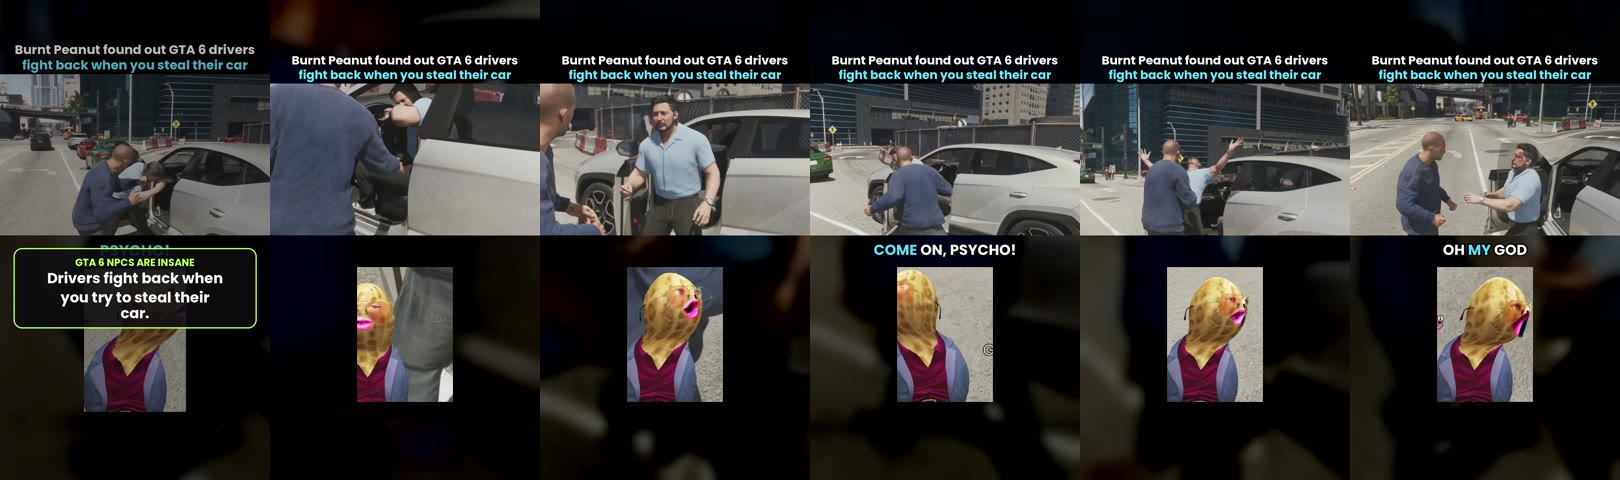 Burnt Peanut found out GTA 6 drivers
fight back when you steal their car
PSYCHO!
GTA 6 NPCS ARE INSANE
Drivers fight back when
you try to steal their
car.
Burnt Peanut found out GTA 6 drivers
fight back when you steal their car
Burnt Peanut found out GTA 6 drivers
fight back when you steal their car
Burnt Peanut found out GTA 6 drivers
fight back when you steal their car
COME ON, PSYCHO!
Burnt Peanut found out GTA 6 drivers
fight back when you steal their car
Burnt Peanut found out GTA 6 drivers
fight back when you steal their car
OH MY GOD